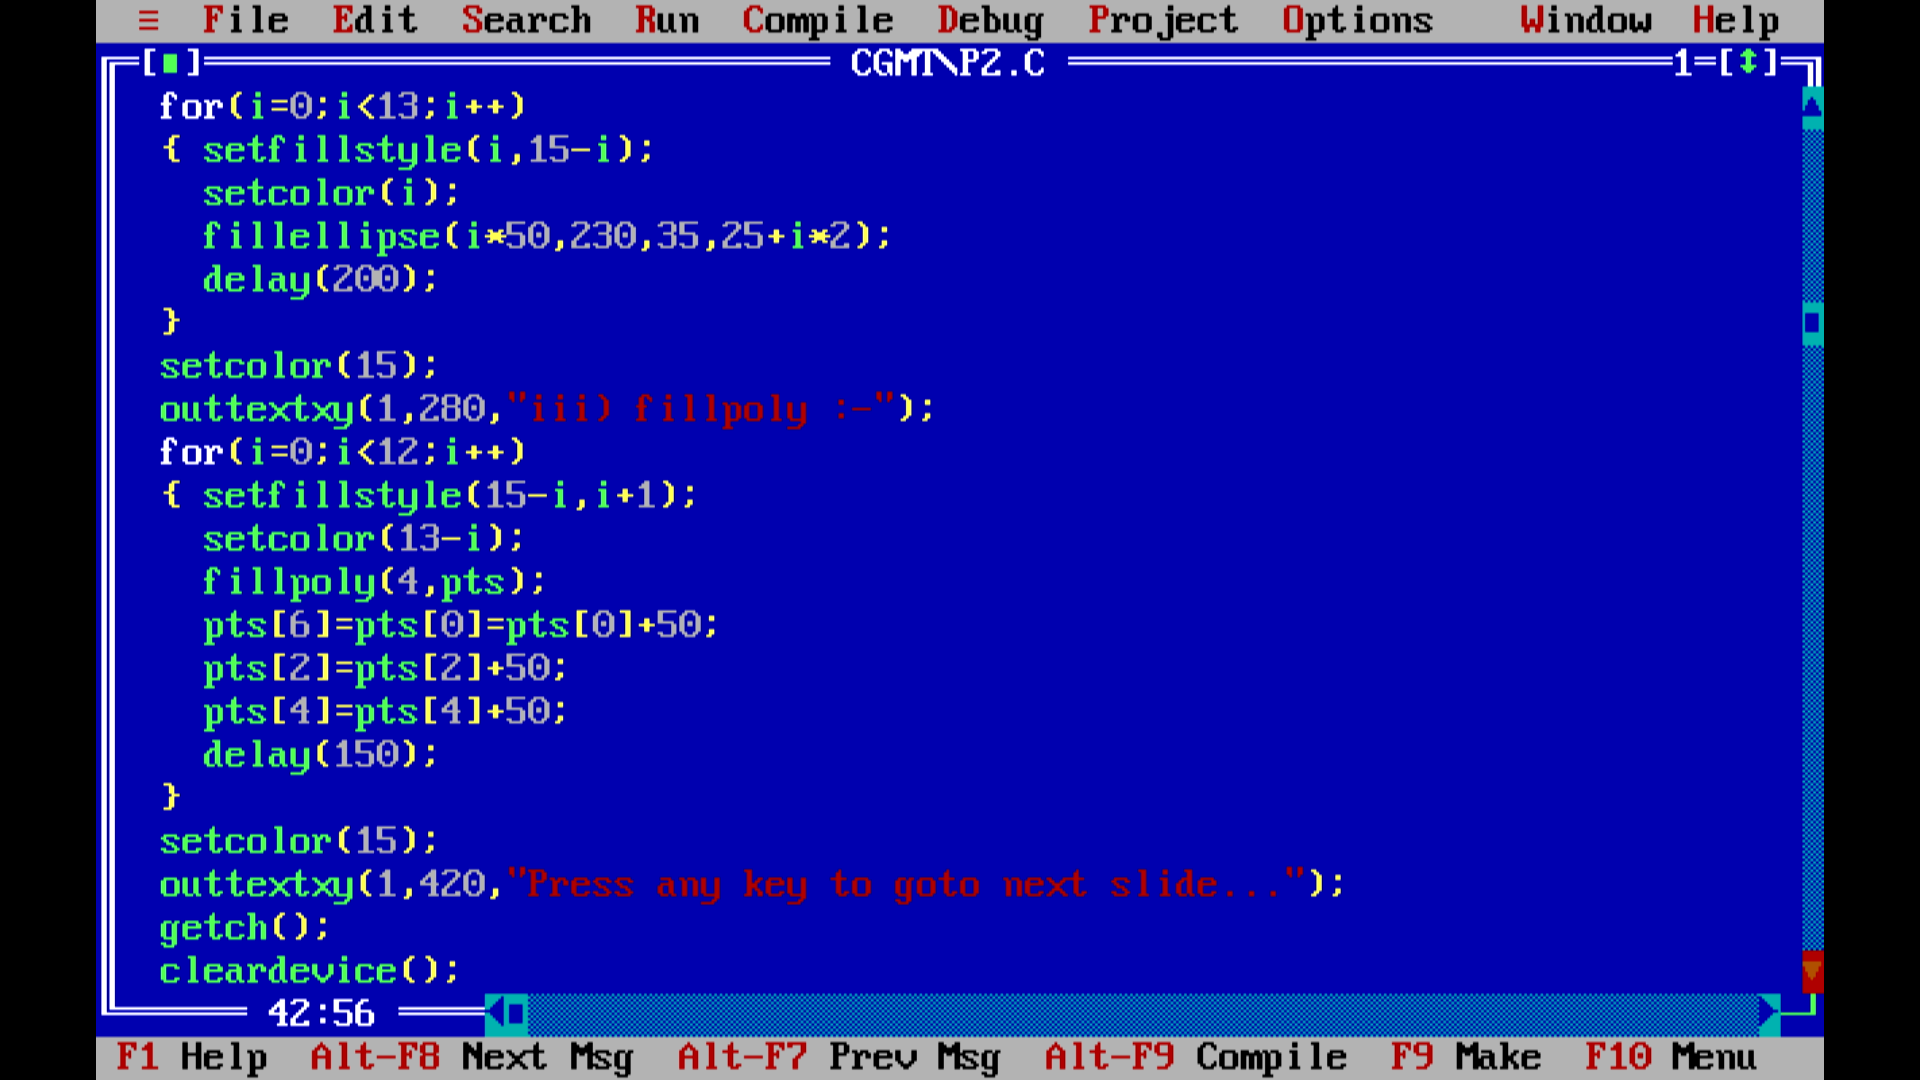 ≡ File Edit Search Run Compile Debug Project Options Window Help
[■] CGMT\P2.C 1=[↕]
for(i=0;i<13;i++)
{ setfillstyle(i,15-i);
setcolor(i);
fillellipse(i*50,230,35,25+i*2);
delay(200);
}
setcolor(15);
outtextxy(1,280,"iii) fillpoly :-");
for(i=0;i<12;i++)
{ setfillstyle(15-i,i+1);
setcolor(13-i);
fillpoly(4,pts);
pts[6]=pts[0]=pts[0]+50;
pts[2]=pts[2]+50;
pts[4]=pts[4]+50;
delay(150);
}
setcolor(15);
outtextxy(1,420,"Press any key to goto next slide...");
getch();
cleardevice();
42:56
F1 Help Alt-F8 Next Msg Alt-F7 Prev Msg Alt-F9 Compile F9 Make F10 Menu